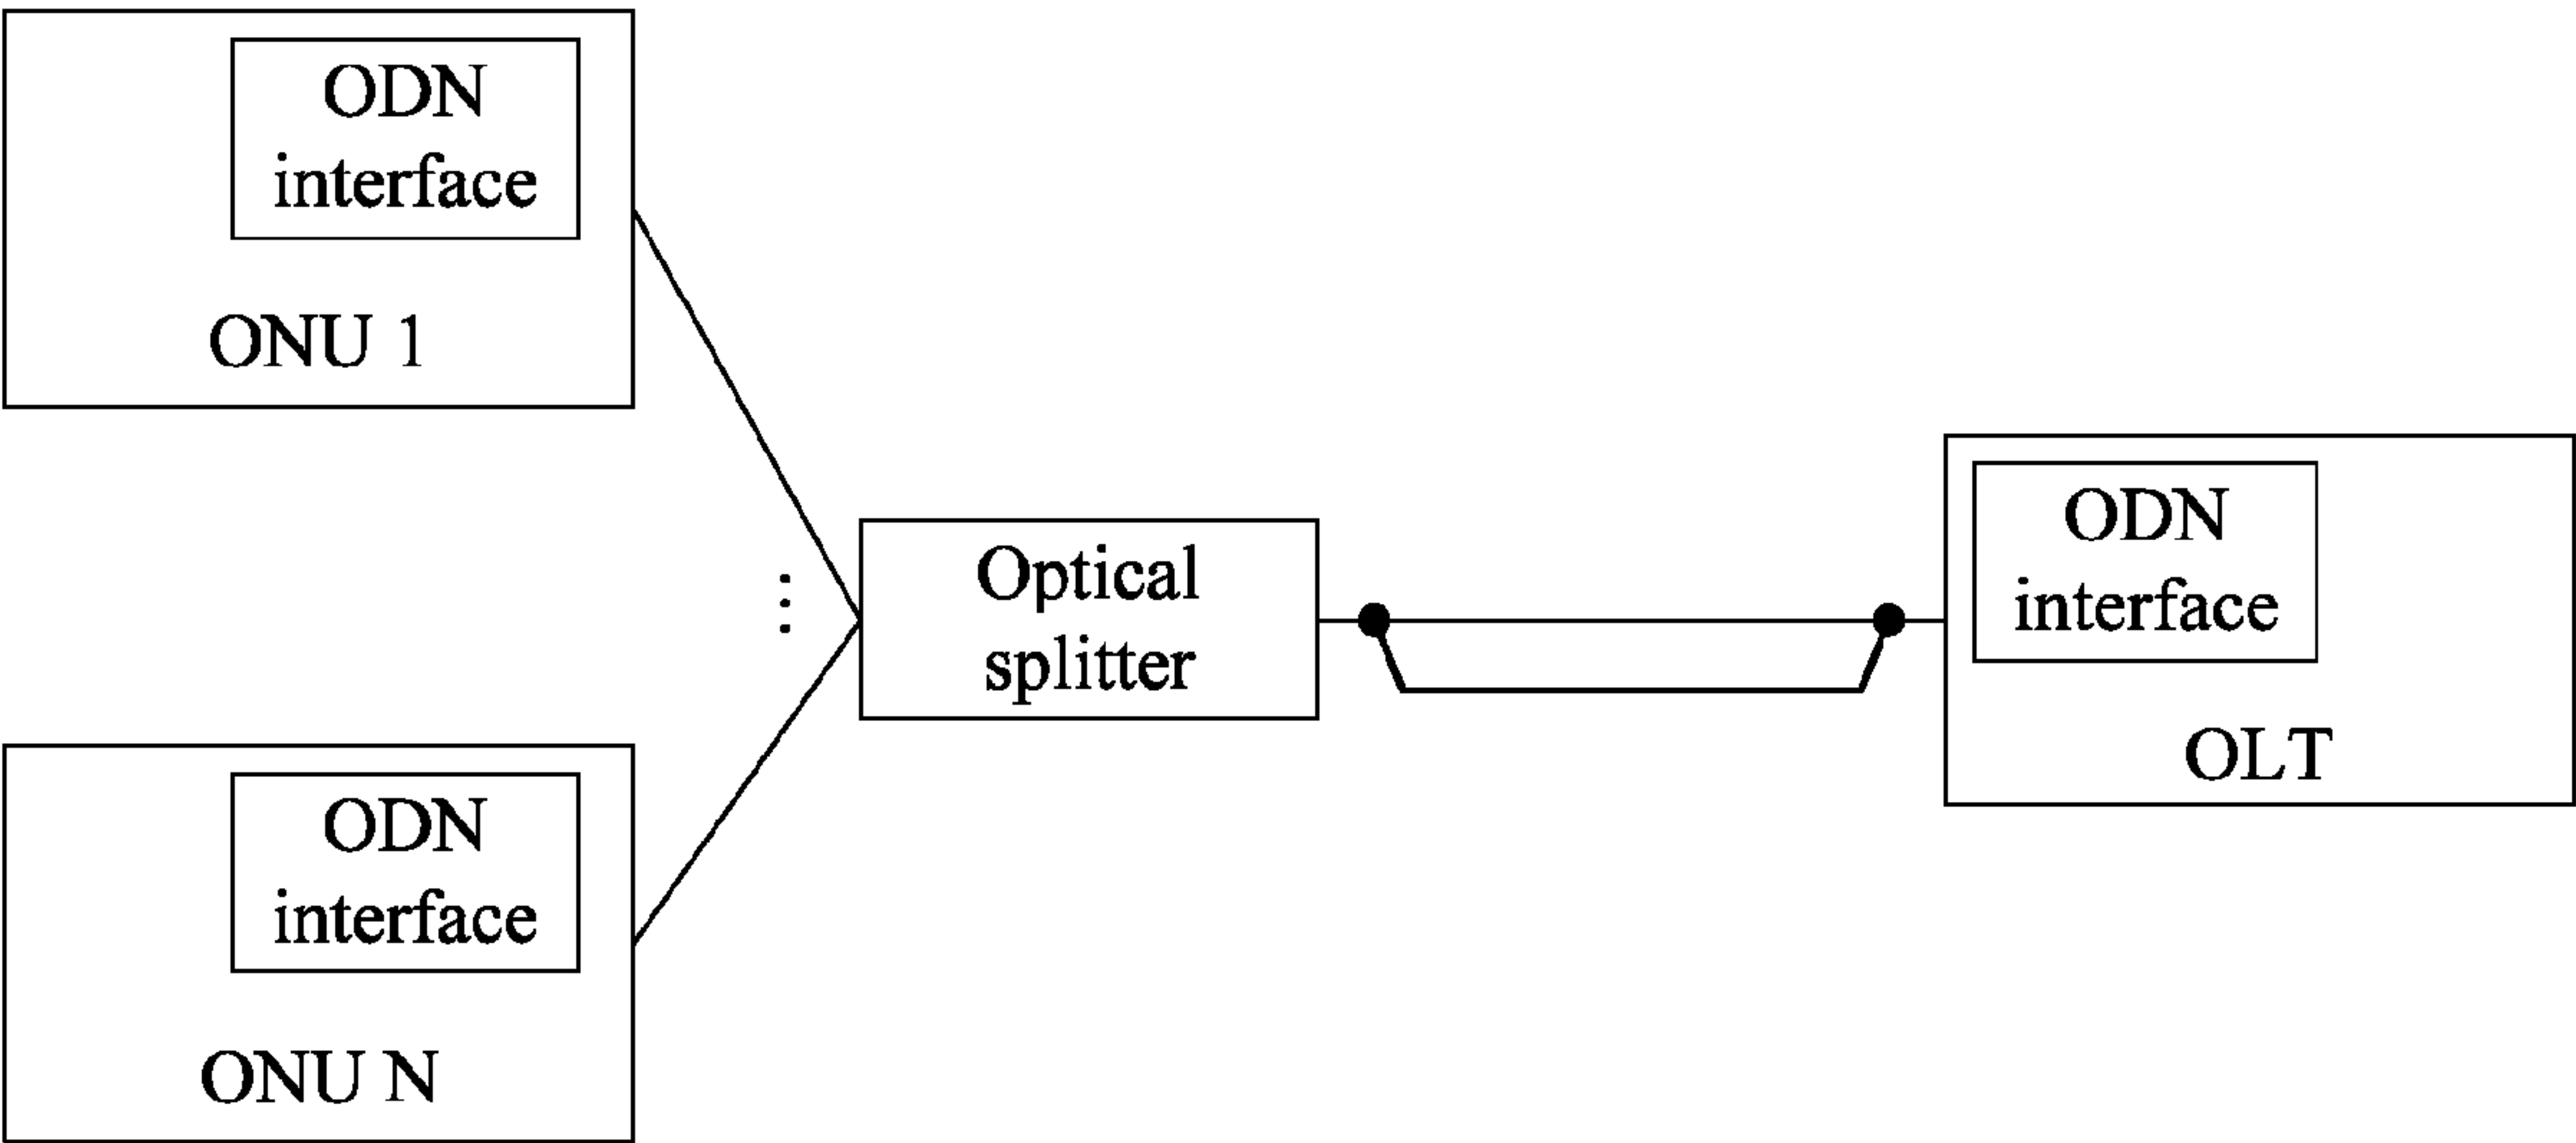 ODN
interface
ONU 1
Optical
splitter
ODN
interface
OLT
ODN
interface
ONU N